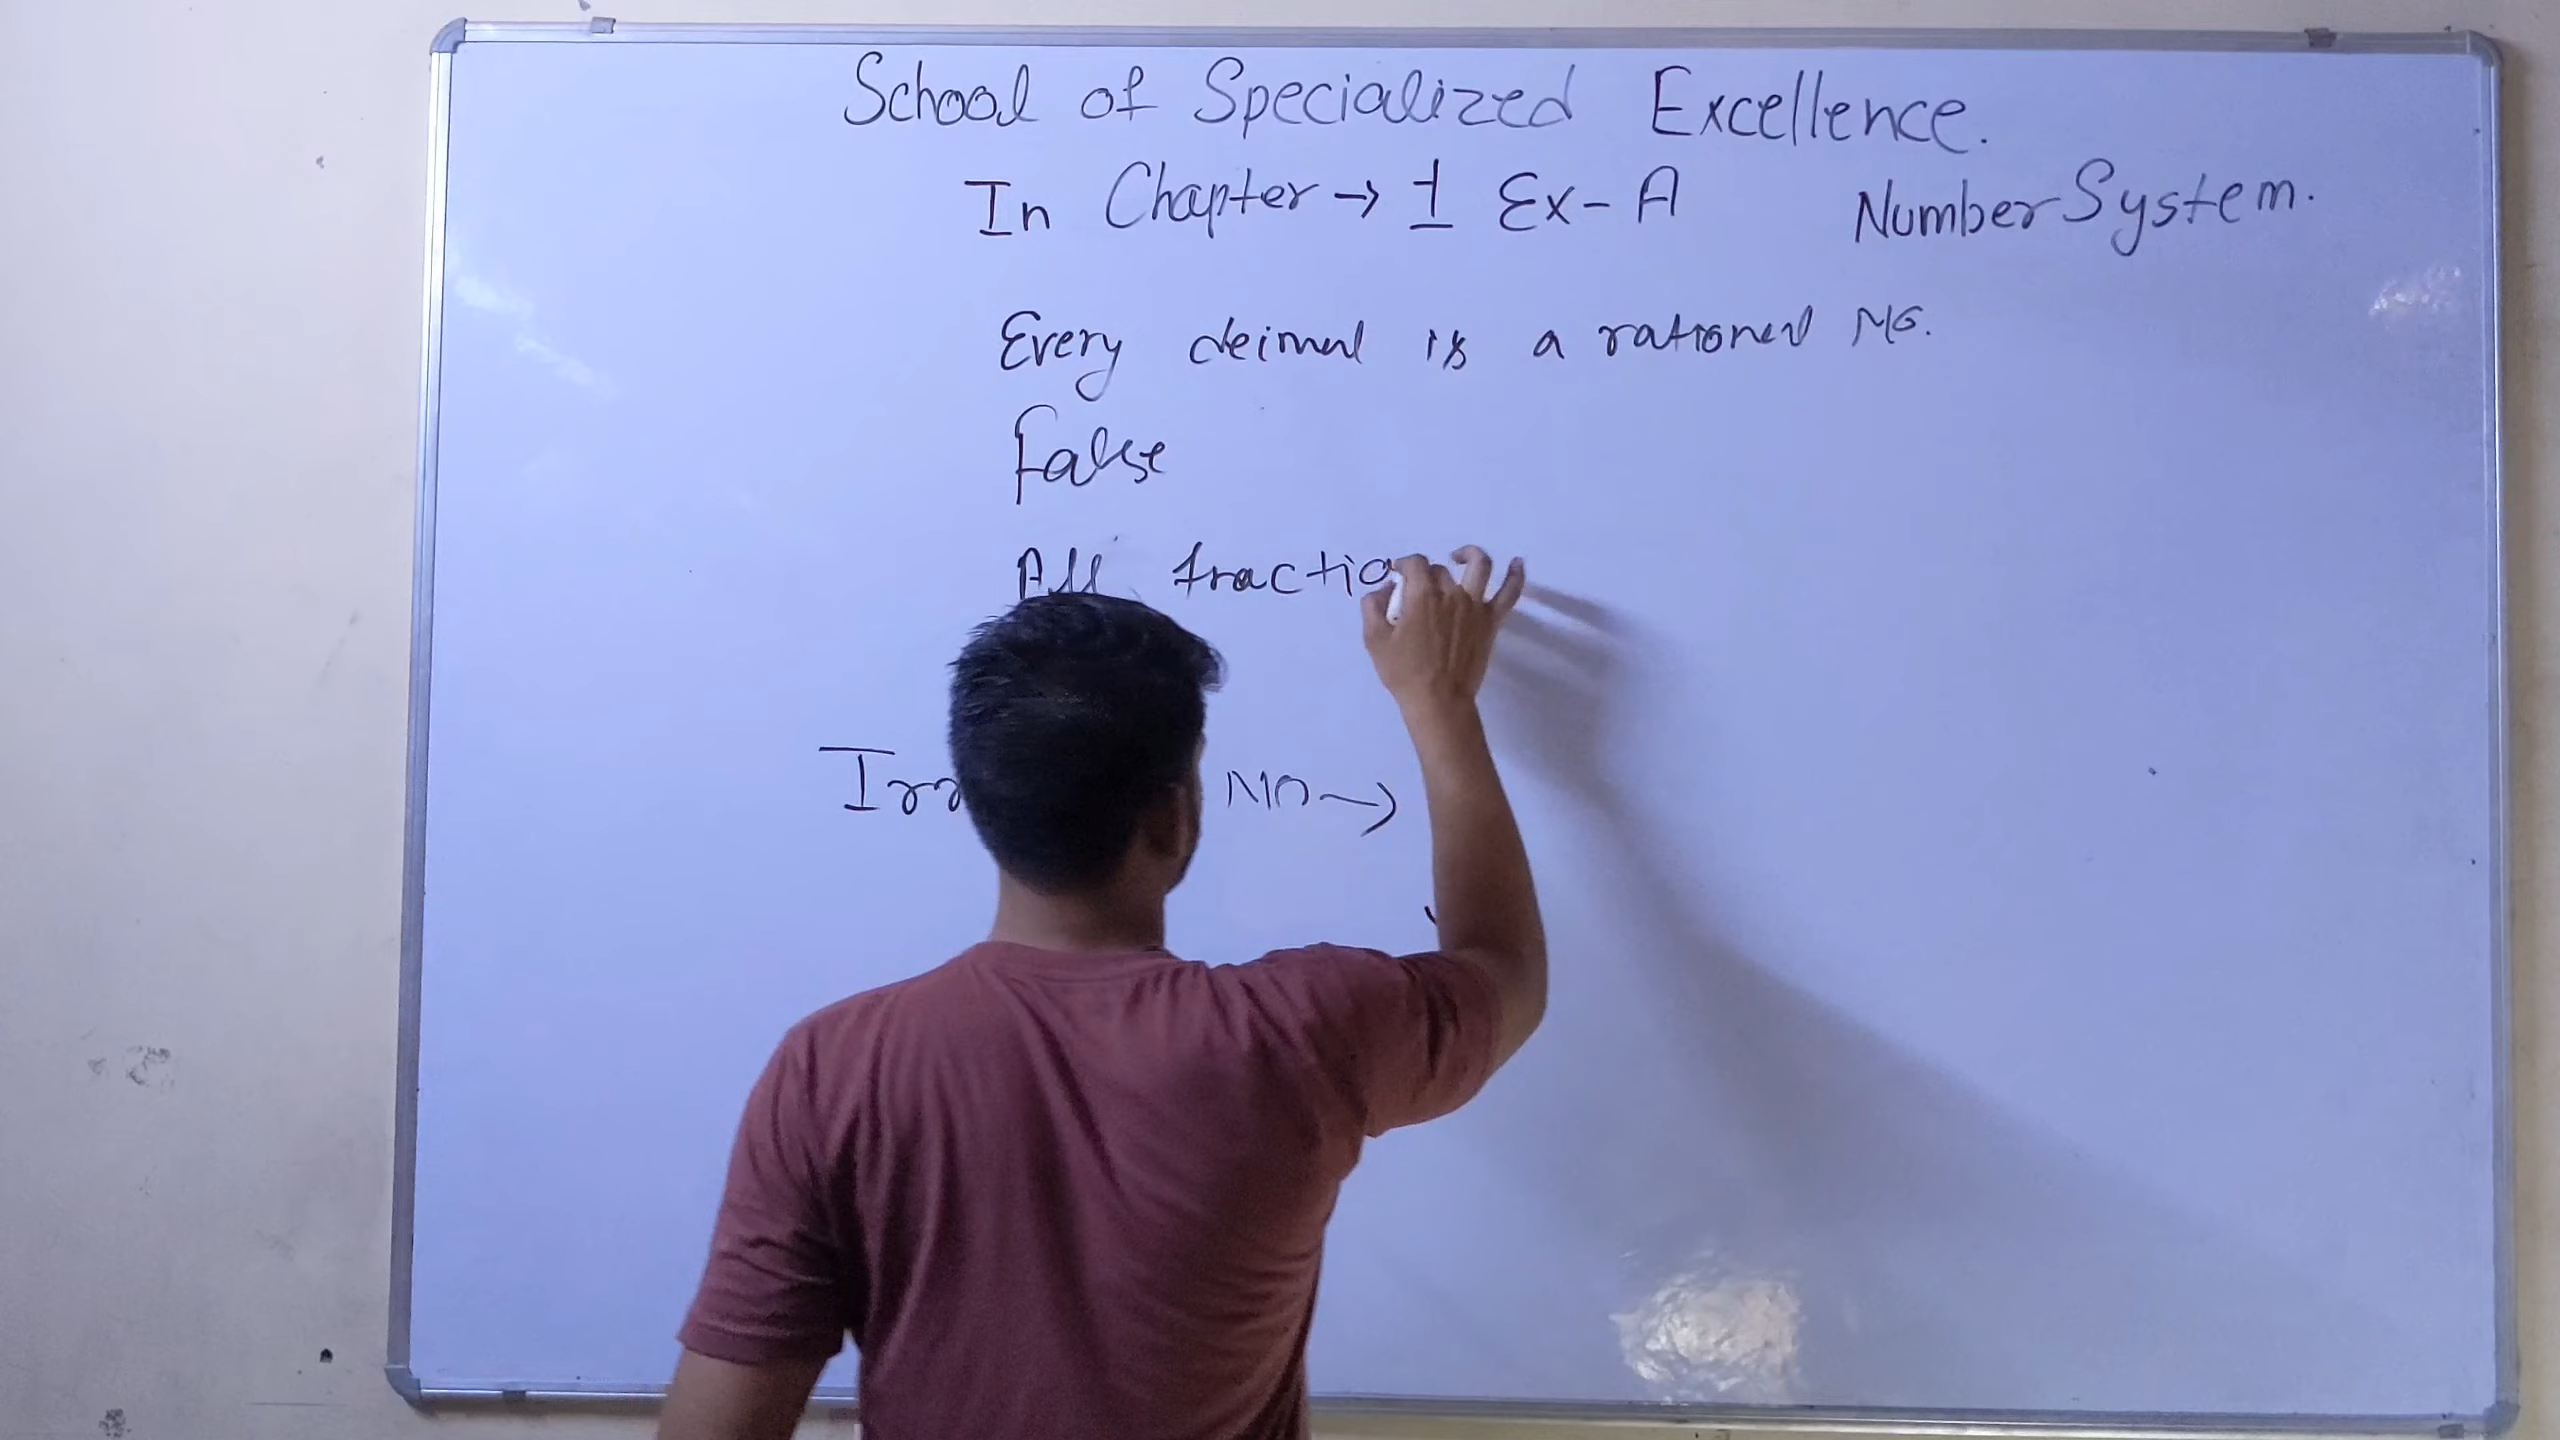 School of Specialized Excellence.
In Chapter → 1 Ex - A Number System.
Every deimal is a rational No.
False
All fractio
Irr No →